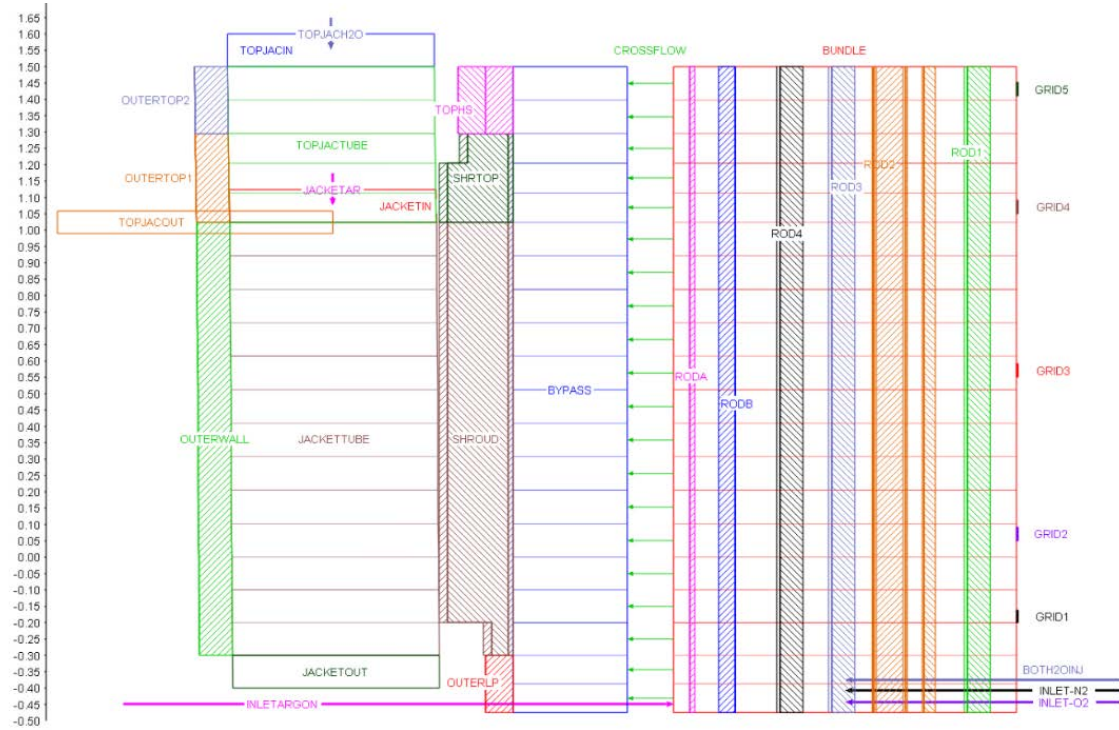 1.65
1.60
1.55
1.50
1.45
1.40
1.35
1.30
1.25
1.20
1.15
1.10
1.05
1.00
0.95
0.90
0.85
0.80
0.75
0.70
0.65
0.60
0.55
0.50
0.45
0.40
0.35
0.30
0.25
0.20
0.15
0.10
0.05
0.00
-0.05
-0.10
-0.15
-0.20
-0.25
-0.30
-0.35
-0.40
-0.45
-0.50
TOPJACH2O
TOPJACIN
CROSSFLOW
BUNDLE
OUTERTOP2
TOPHS
GRID5
TOPJACTUBE
ROD1
ROD2
OUTERTOP1
JACKETAR
SHRTOP
ROD3
JACKETIN
GRID4
TOPJACOUT
ROD4
GRID3
RODA
BYPASS
RODB
OUTERWALL
JACKETTUBE
SHROUD
GRID2
GRID1
JACKETOUT
OUTERLP
BOTH2OINJ
INLET-N2
INLETARGON
INLET-O2